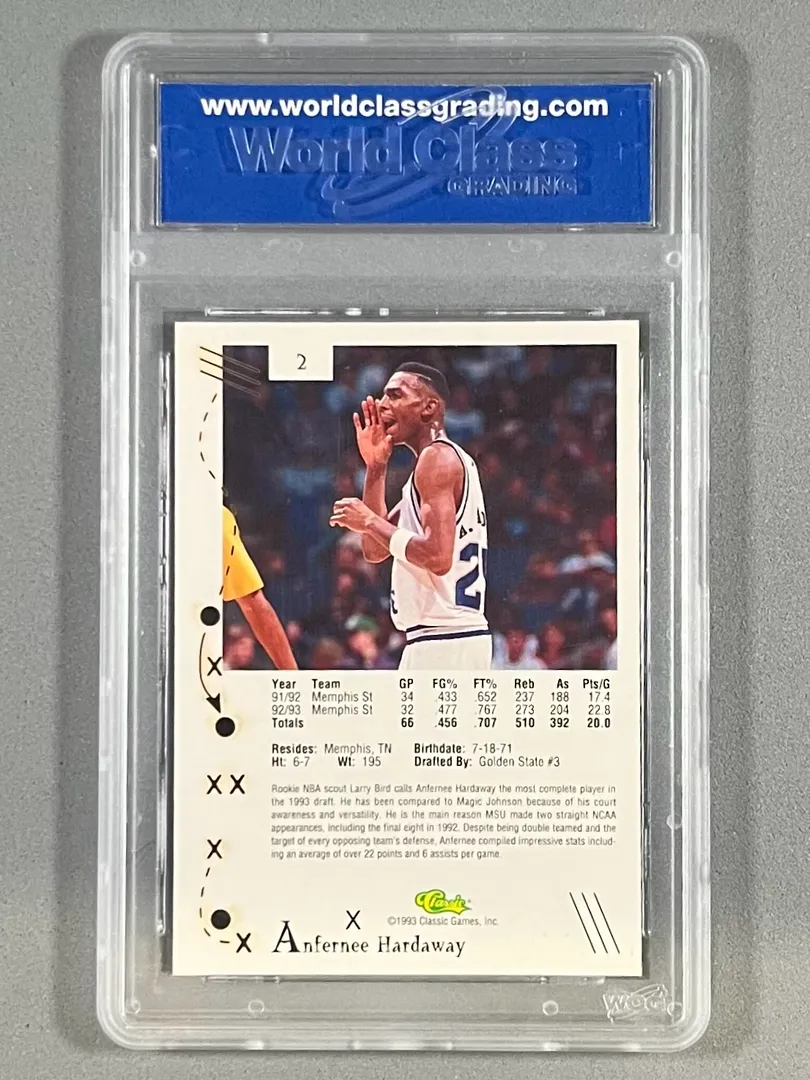 www.worldclassgrading.com
World Class
GRADING
2
A.
2
Year Team GP FG% FT% Reb As Pts/G
91/92 Memphis St 34 .433 .652 237 188 17.4
92/93 Memphis St 32 .477 .767 273 204 22.8
Totals 66 .456 .707 510 392 20.0
Resides: Memphis, TN Birthdate: 7-18-71
Ht: 6-7 Wt: 195 Drafted By: Golden State #3
Rookie NBA scout Larry Bird calls Anfernee Hardaway the most complete player in
the 1993 draft. He has been compared to Magic Johnson because of his court
awareness and versatility. He is the main reason MSU made two straight NCAA
appearances, including the final eight in 1992. Despite being double teamed and the
target of every opposing team's defense, Anfernee compiled impressive stats includ-
ing an average of over 22 points and 6 assists per game.
Classic
©1993 Classic Games, Inc.
Anfernee Hardaway
WCG